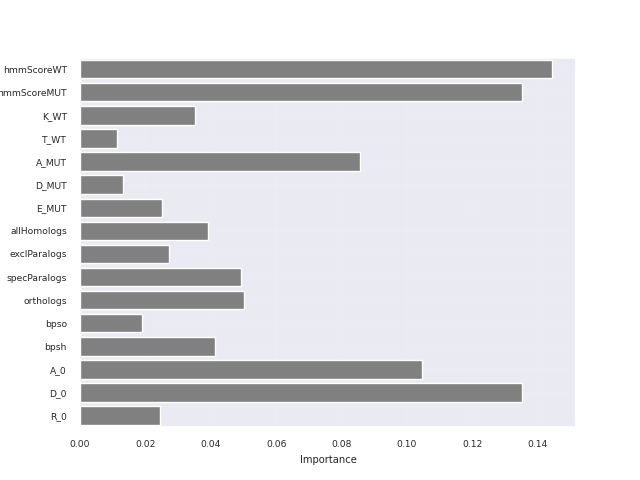 hmmScoreWT
hmmScoreMUT
K_WT
T_WT
A_MUT
D_MUT
E_MUT
allHomologs
exclParalogs
specParalogs
orthologs
bpso
bpsh
A_0
D_0
R_0
0.00 0.02 0.04 0.06 0.08 0.10 0.12 0.14
Importance